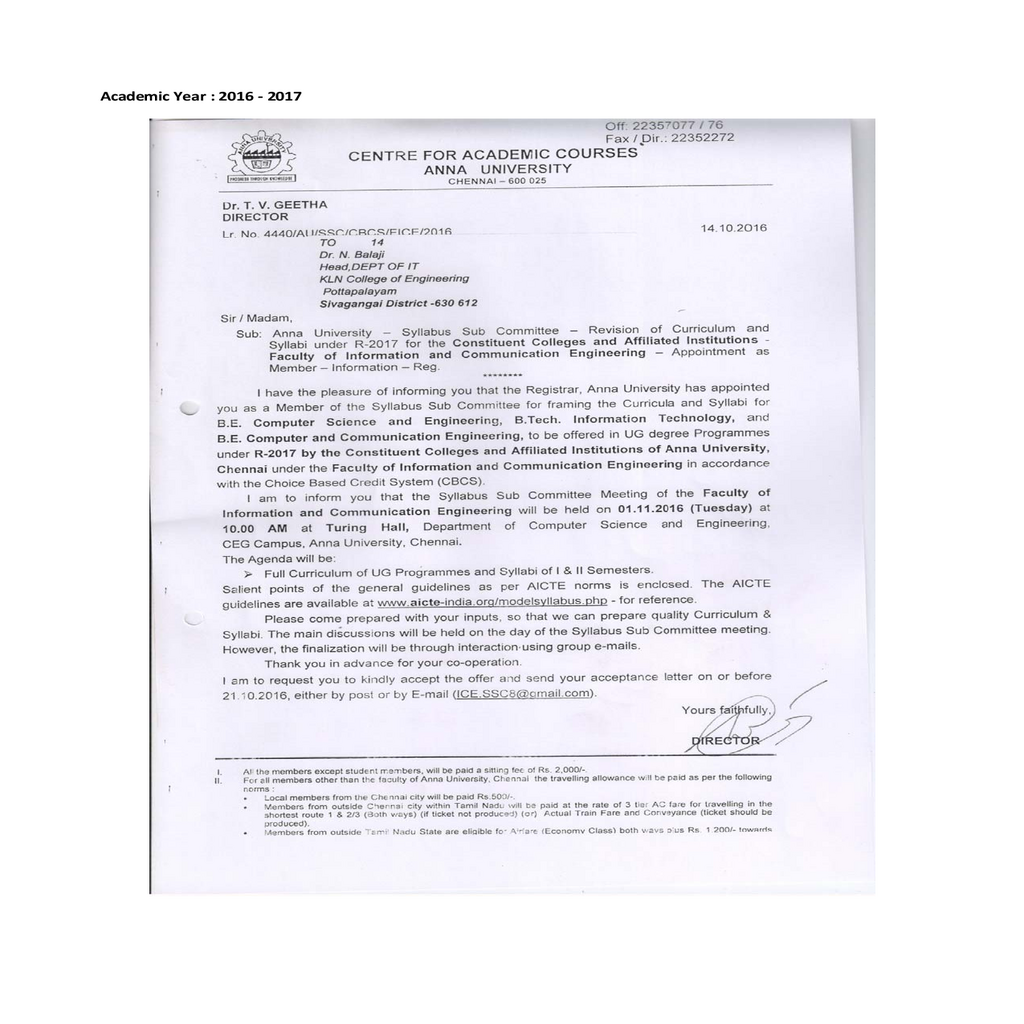 Academic Year : 2016 - 2017
Off: 22357077 / 76
Fax / Dir.: 22352272
ANNA UNIVERSITY
PROGRESS THROUGH KNOWLEDGE
CENTRE FOR ACADEMIC COURSES
ANNA UNIVERSITY
CHENNAI – 600 025
Dr. T. V. GEETHA
DIRECTOR
Lr. No. 4440/AU/SSC/CBCS/FICE/2016
14.10.2016
TO 14
Dr. N. Balaji
Head,DEPT OF IT
KLN College of Engineering
Pottapalayam
Sivagangai District -630 612
Sir / Madam,
Sub: Anna University – Syllabus Sub Committee – Revision of Curriculum and
Syllabi under R-2017 for the Constituent Colleges and Affiliated Institutions -
Faculty of Information and Communication Engineering – Appointment as
Member – Information – Reg.
********
I have the pleasure of informing you that the Registrar, Anna University has appointed
you as a Member of the Syllabus Sub Committee for framing the Curricula and Syllabi for
B.E. Computer Science and Engineering, B.Tech. Information Technology, and
B.E. Computer and Communication Engineering, to be offered in UG degree Programmes
under R-2017 by the Constituent Colleges and Affiliated Institutions of Anna University,
Chennai under the Faculty of Information and Communication Engineering in accordance
with the Choice Based Credit System (CBCS).
I am to inform you that the Syllabus Sub Committee Meeting of the Faculty of
Information and Communication Engineering will be held on 01.11.2016 (Tuesday) at
10.00 AM at Turing Hall, Department of Computer Science and Engineering,
CEG Campus, Anna University, Chennai.
The Agenda will be:
➢ Full Curriculum of UG Programmes and Syllabi of I & II Semesters.
Salient points of the general guidelines as per AICTE norms is enclosed. The AICTE
guidelines are available at www.aicte-india.org/modelsyllabus.php - for reference.
Please come prepared with your inputs, so that we can prepare quality Curriculum &
Syllabi. The main discussions will be held on the day of the Syllabus Sub Committee meeting.
However, the finalization will be through interaction using group e-mails.
Thank you in advance for your co-operation.
I am to request you to kindly accept the offer and send your acceptance letter on or before
21.10.2016, either by post or by E-mail (ICE.SSC8@gmail.com).
Yours faithfully,
DIRECTOR
I. All the members except student members, will be paid a sitting fee of Rs. 2,000/-.
II. For all members other than the faculty of Anna University, Chennai the travelling allowance will be paid as per the following
norms :
• Local members from the Chennai city will be paid Rs.500/-.
• Members from outside Chennai city within Tamil Nadu will be paid at the rate of 3 tier AC fare for travelling in the
shortest route 1 & 2/3 (Both ways) (if ticket not produced) (or) Actual Train Fare and Conveyance (ticket should be
produced).
• Members from outside Tamil Nadu State are eligible for Airfare (Economy Class) both ways plus Rs. 1,200/- towards